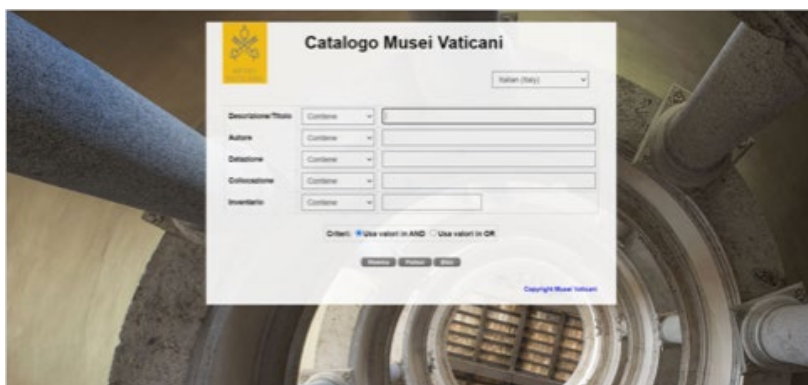 Catalogo Musei Vaticani
Italian (Italy)
Descrizione/Titolo Contiene
Autore Contiene
Datazione Contiene
Collocazione Contiene
Inventario Contiene
Criteri: Usa valori in AND Usa valori in OR
Copyright Musei Vaticani